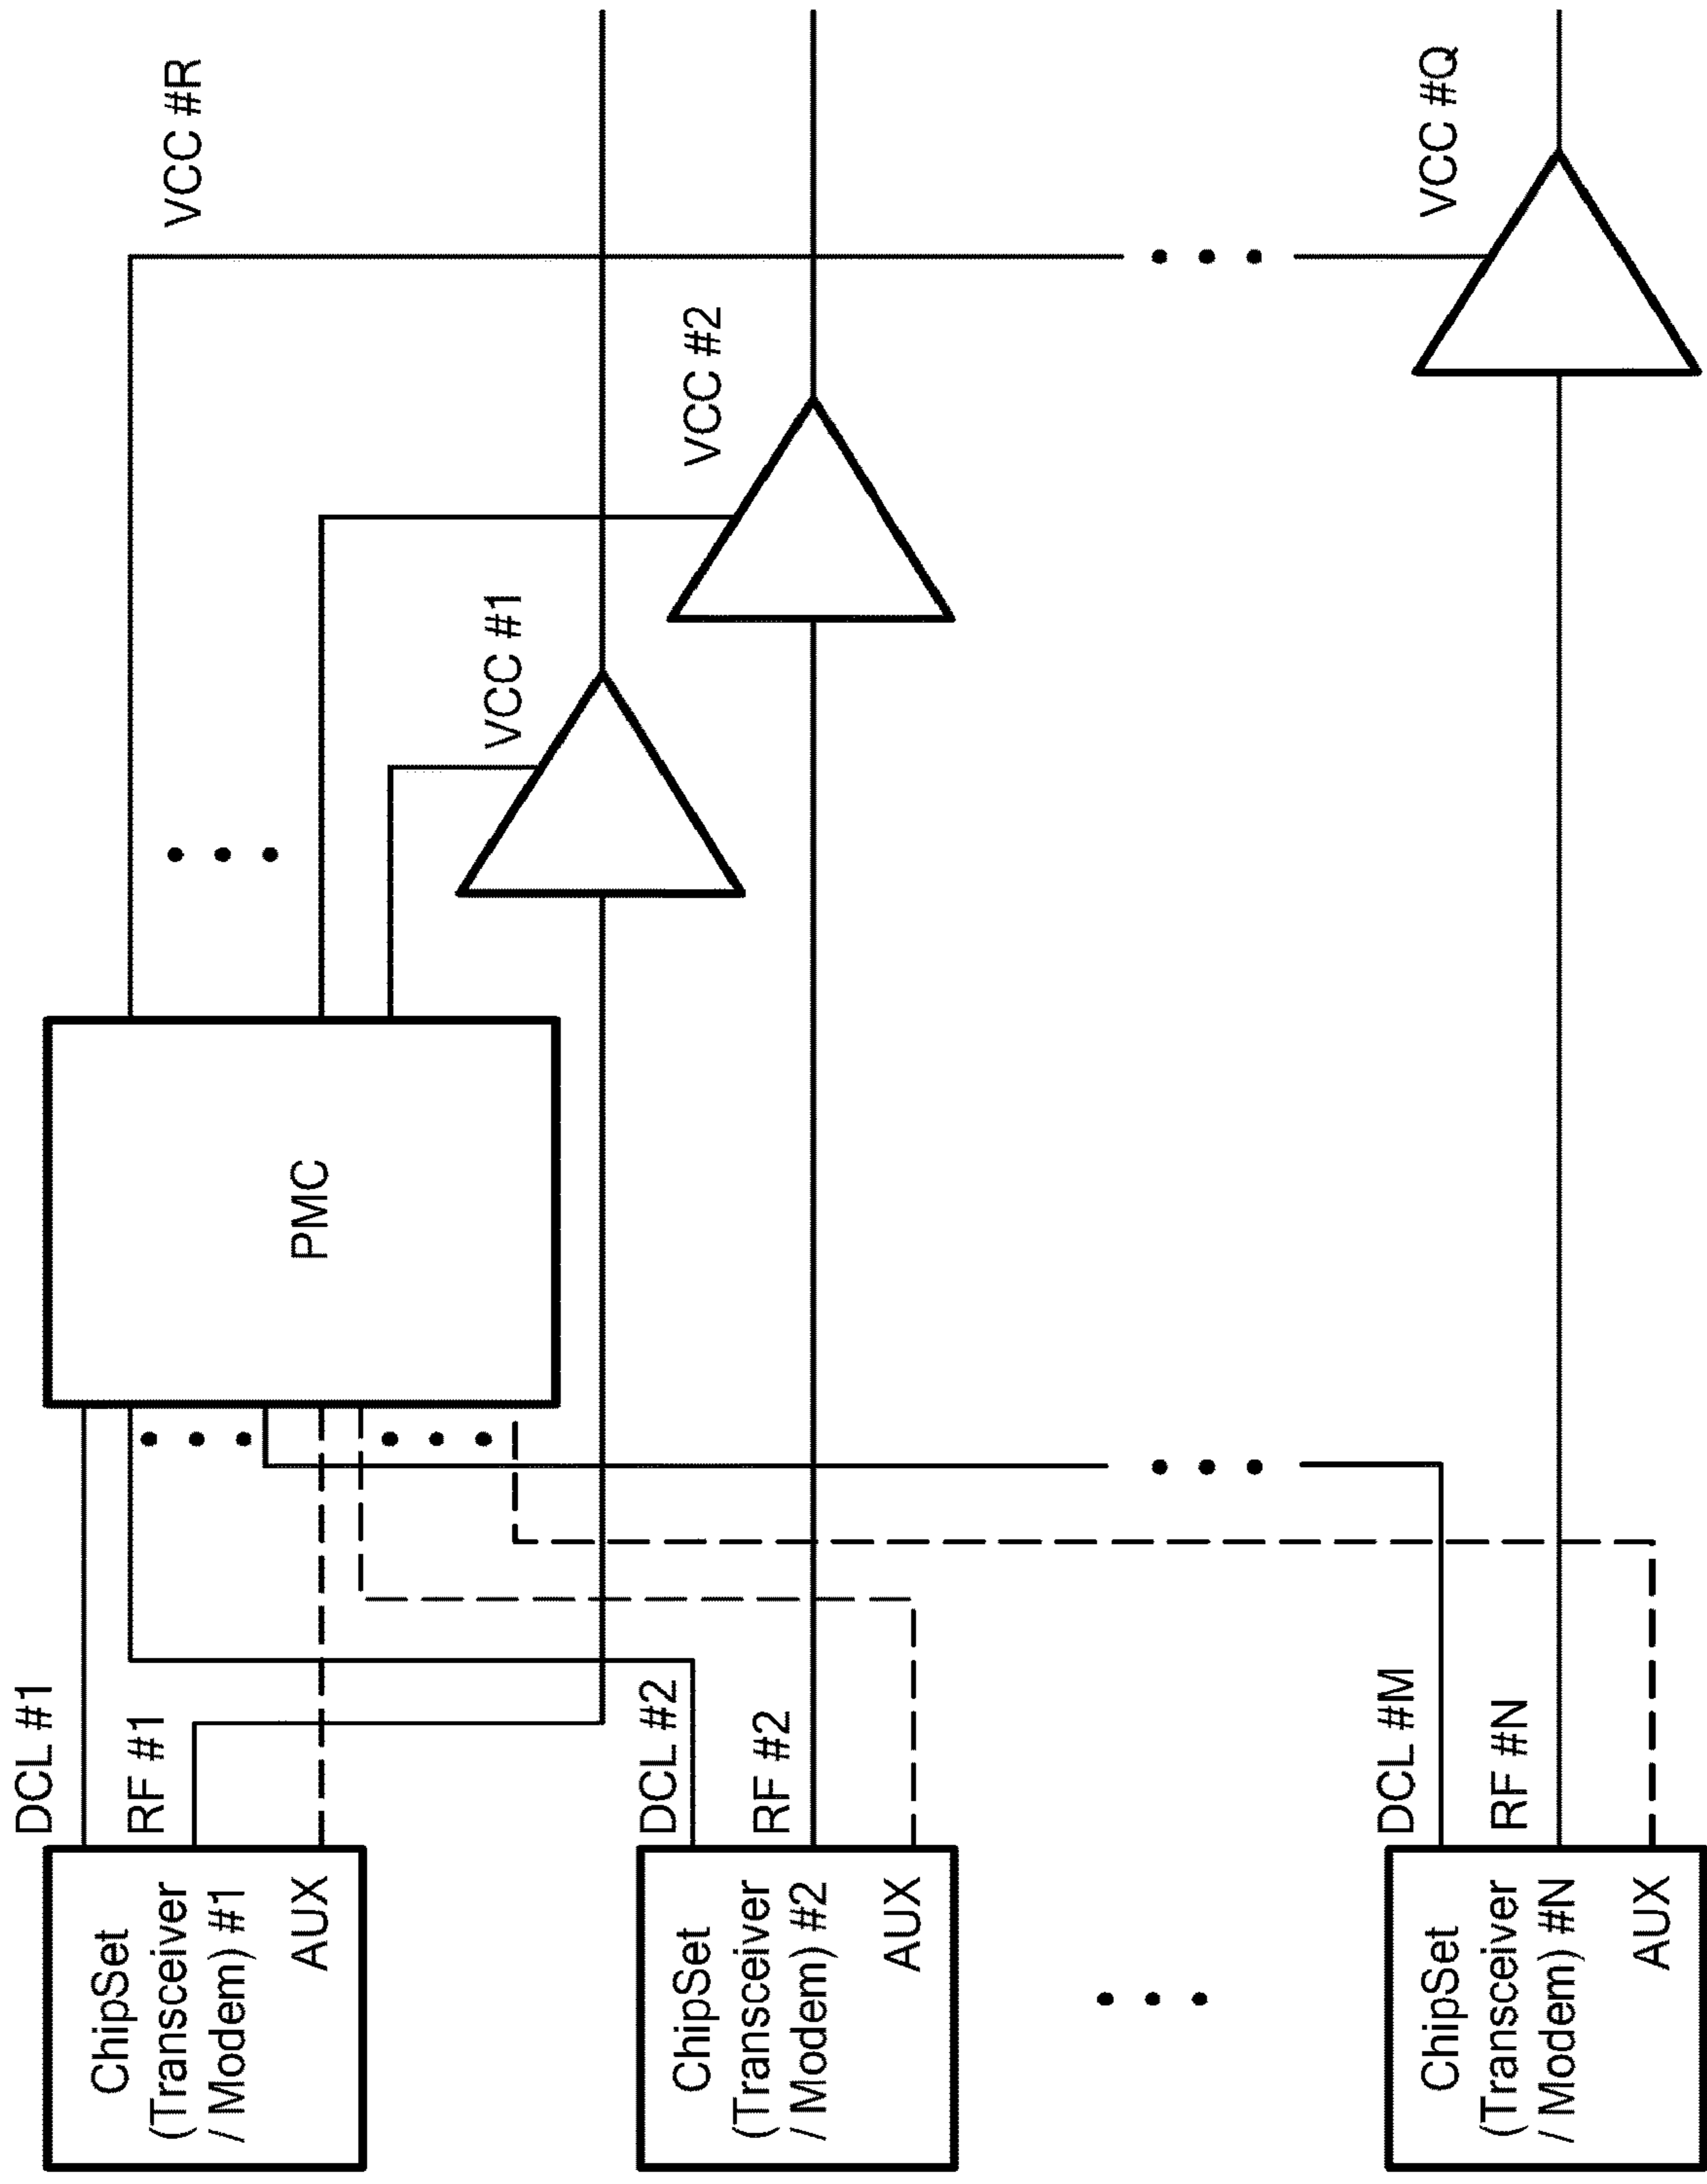 DCL #1
RF #1
ChipSet
(Transceiver
/ Modem) #1
AUX
PMC
VCC #R
VCC #1
VCC #2
DCL #2
RF #2
ChipSet
(Transceiver
/ Modem) #2
AUX
DCL #M
RF #N
ChipSet
(Transceiver
/ Modem) #N
AUX
VCC #Q